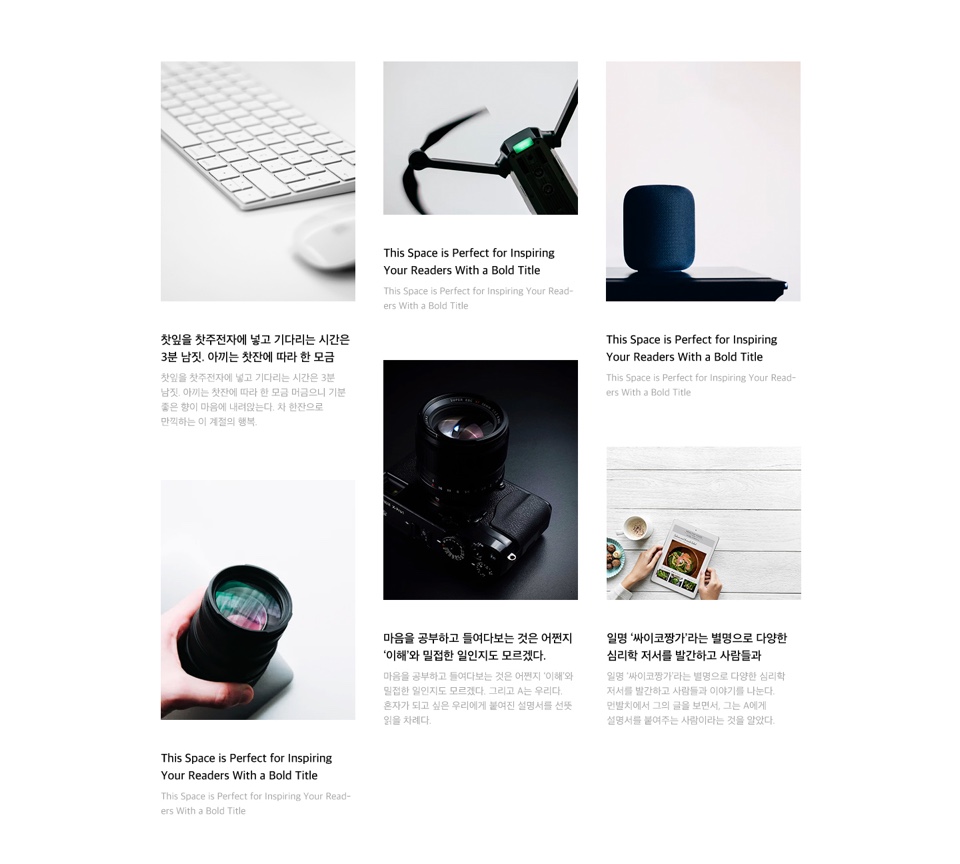 찻잎을 찻주전자에 넣고 기다리는 시간은
3분 남짓. 아끼는 찻잔에 따라 한 모금
찻잎을 찻주전자에 넣고 기다리는 시간은 3분
남짓. 아끼는 찻잔에 따라 한 모금 머금으니 기분
좋은 향이 마음에 내려앉는다. 차 한잔으로
만끽하는 이 계절의 행복.
This Space is Perfect for Inspiring
Your Readers With a Bold Title
This Space is Perfect for Inspiring Your Read-
ers With a Bold Title
This Space is Perfect for Inspiring
Your Readers With a Bold Title
This Space is Perfect for Inspiring Your Read-
ers With a Bold Title
This Space is Perfect for Inspiring
Your Readers With a Bold Title
This Space is Perfect for Inspiring Your Read-
ers With a Bold Title
마음을 공부하고 들여다보는 것은 어쩐지
‘이해’와 밀접한 일인지도 모르겠다.
마음을 공부하고 들여다보는 것은 어쩐지 ‘이해’와
밀접한 일인지도 모르겠다. 그리고 A는 우리다.
혼자가 되고 싶은 우리에게 붙여진 설명서를 선뜻
읽을 차례다.
일명 ‘싸이코짱가’라는 별명으로 다양한
심리학 저서를 발간하고 사람들과
일명 ‘싸이코짱가’라는 별명으로 다양한 심리학
저서를 발간하고 사람들과 이야기를 나눈다.
먼발치에서 그의 글을 보면서, 그는 A에게
설명서를 붙여주는 사람이라는 것을 알았다.